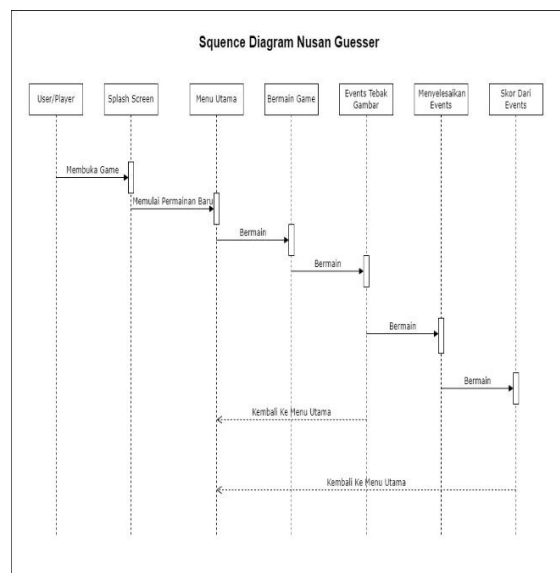 Squence Diagram Nusan Guesser
User/Player
Splash Screen
Menu Utama
Bermain Game
Events Tebak
Gambar
Menyelesaikan
Events
Skor Dari
Events
Membuka Game
Memulai Permainan Baru
Bermain
Bermain
Bermain
Bermain
Kembali Ke Menu Utama
Kembali Ke Menu Utama